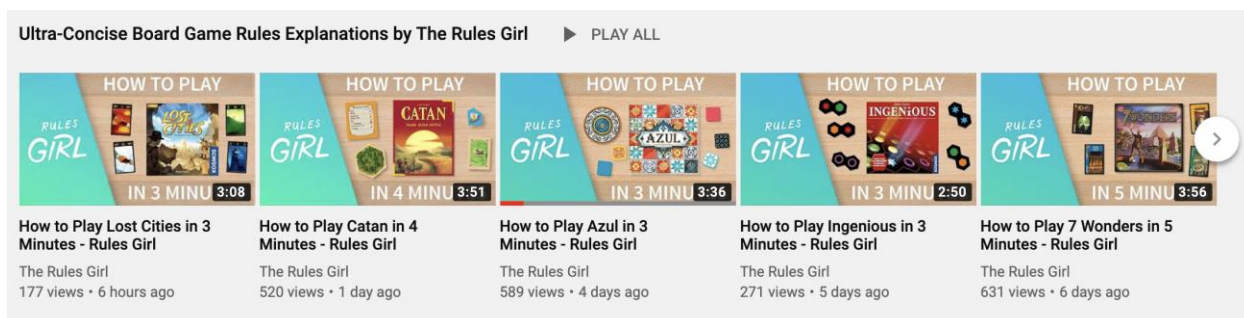 Ultra-Concise Board Game Rules Explanations by The Rules Girl PLAY ALL
HOW TO PLAY
RULES
GIRL
LOST
CITIES
KOSMOS
IN 3 MINU
3:08
How to Play Lost Cities in 3
Minutes - Rules Girl
The Rules Girl
177 views • 6 hours ago
HOW TO PLAY
RULES
GIRL
CATAN
IN 4 MINU
3:51
How to Play Catan in 4
Minutes - Rules Girl
The Rules Girl
520 views • 1 day ago
HOW TO PLAY
RULES
GIRL
AZUL
IN 3 MINU
3:36
How to Play Azul in 3
Minutes - Rules Girl
The Rules Girl
589 views • 4 days ago
HOW TO PLAY
RULES
GIRL
INGENIOUS
IN 3 MINU
2:50
How to Play Ingenious in 3
Minutes - Rules Girl
The Rules Girl
271 views • 5 days ago
HOW TO PLAY
RULES
GIRL
7 WONDERS
IN 5 MINU
3:56
How to Play 7 Wonders in 5
Minutes - Rules Girl
The Rules Girl
631 views • 6 days ago